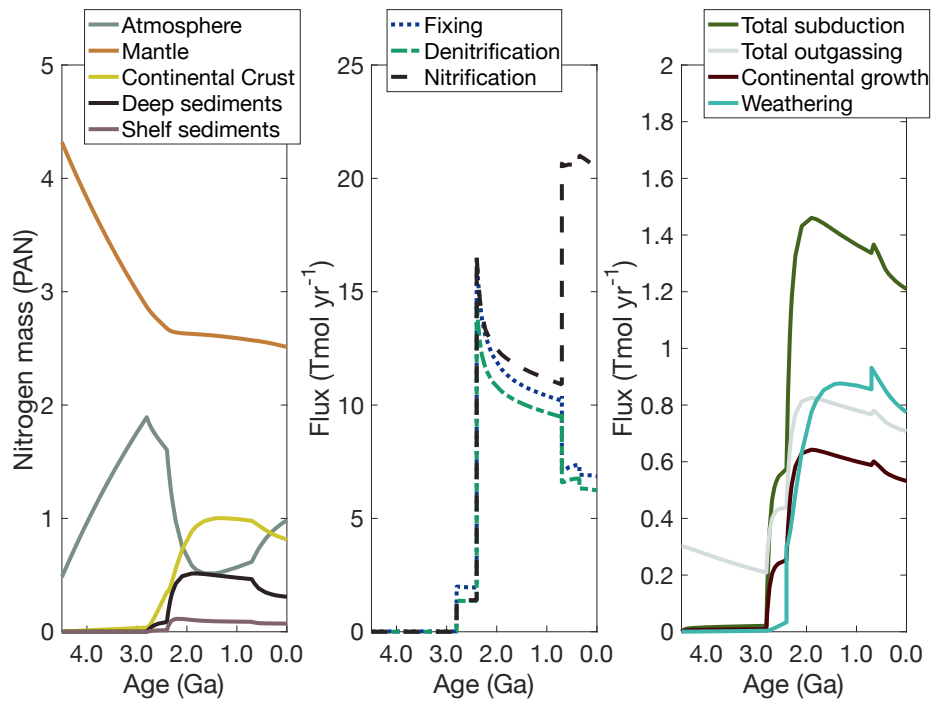 Atmosphere
Mantle
Continental Crust
Deep sediments
Shelf sediments
5
4
3
2
1
0
Nitrogen mass (PAN)
4.0 3.0 2.0 1.0 0.0
Age (Ga)
Fixing
Denitrification
Nitrification
25
20
15
10
5
0
Flux (Tmol yr-1)
4.0 3.0 2.0 1.0 0.0
Age (Ga)
Total subduction
Total outgassing
Continental growth
Weathering
2
1.8
1.6
1.4
1.2
1
0.8
0.6
0.4
0.2
0
Flux (Tmol yr-1)
4.0 3.0 2.0 1.0 0.0
Age (Ga)